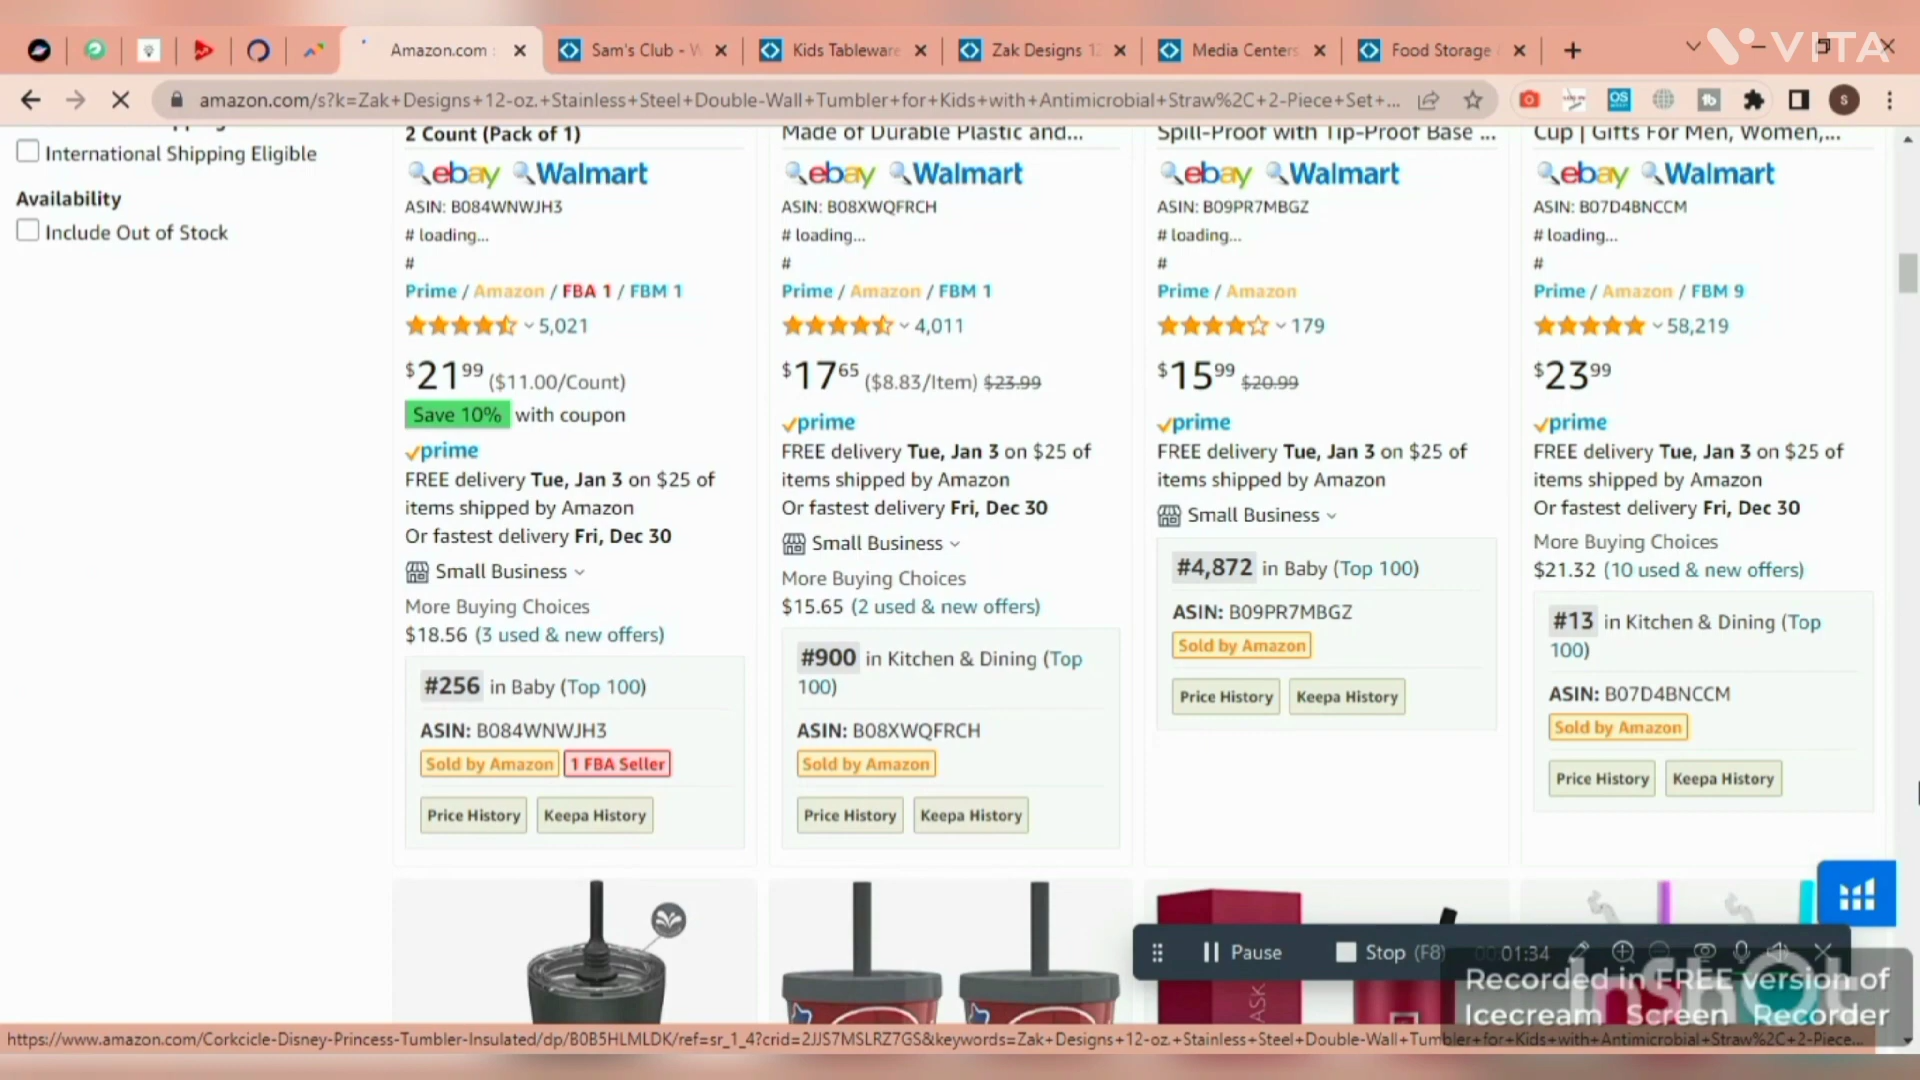 VITA
Amazon.com :
Sam's Club - W
Kids Tableware
Zak Designs 12
Media Centers
Food Storage
amazon.com/s?k=Zak+Designs+12-oz.+Stainless+Steel+Double-Wall+Tumbler+for+Kids+with+Antimicrobial+Straw%2C+2-Piece+Set+...
OS
S
International Shipping Eligible
Availability
Include Out of Stock
2 Count (Pack of 1)
ebay Walmart
ASIN: B084WNWJH3
# loading...
#
Prime / Amazon / FBA 1 / FBM 1
5,021
$21.99 ($11.00/Count)
Save 10% with coupon
prime
FREE delivery Tue, Jan 3 on $25 of
items shipped by Amazon
Or fastest delivery Fri, Dec 30
Small Business
More Buying Choices
$18.56 (3 used & new offers)
#256 in Baby (Top 100)
ASIN: B084WNWJH3
Sold by Amazon 1 FBA Seller
Price History Keepa History
Made of Durable Plastic and...
ebay Walmart
ASIN: B08XWQFRCH
# loading...
#
Prime / Amazon / FBM 1
4,011
$17.65 ($8.83/Item) $23.99
prime
FREE delivery Tue, Jan 3 on $25 of
items shipped by Amazon
Or fastest delivery Fri, Dec 30
Small Business
More Buying Choices
$15.65 (2 used & new offers)
#900 in Kitchen & Dining (Top
100)
ASIN: B08XWQFRCH
Sold by Amazon
Price History Keepa History
Spill-Proof with Tip-Proof Base ...
ebay Walmart
ASIN: B09PR7MBGZ
# loading...
#
Prime / Amazon
179
$15.99 $20.99
prime
FREE delivery Tue, Jan 3 on $25 of
items shipped by Amazon
Small Business
#4,872 in Baby (Top 100)
ASIN: B09PR7MBGZ
Sold by Amazon
Price History Keepa History
Cup | Gifts For Men, Women,...
ebay Walmart
ASIN: B07D4BNCCM
# loading...
#
Prime / Amazon / FBM 9
58,219
$23.99
prime
FREE delivery Tue, Jan 3 on $25 of
items shipped by Amazon
Or fastest delivery Fri, Dec 30
More Buying Choices
$21.32 (10 used & new offers)
#13 in Kitchen & Dining (Top
100)
ASIN: B07D4BNCCM
Sold by Amazon
Price History Keepa History
Pause Stop (F8) 00:01:34
InShot
Recorded in FREE version of
Icecream Screen Recorder
https://www.amazon.com/Corkcicle-Disney-Princess-Tumbler-Insulated/dp/B0B5HLMLDK/ref=sr_1_4?crid=2JJS7MSLRZ7GS&keywords=Zak+Designs+12-oz.+Stainless+Steel+Double-Wall+Tumbler+for+Kids+with+Antimicrobial+Straw%2C+2-Piece...